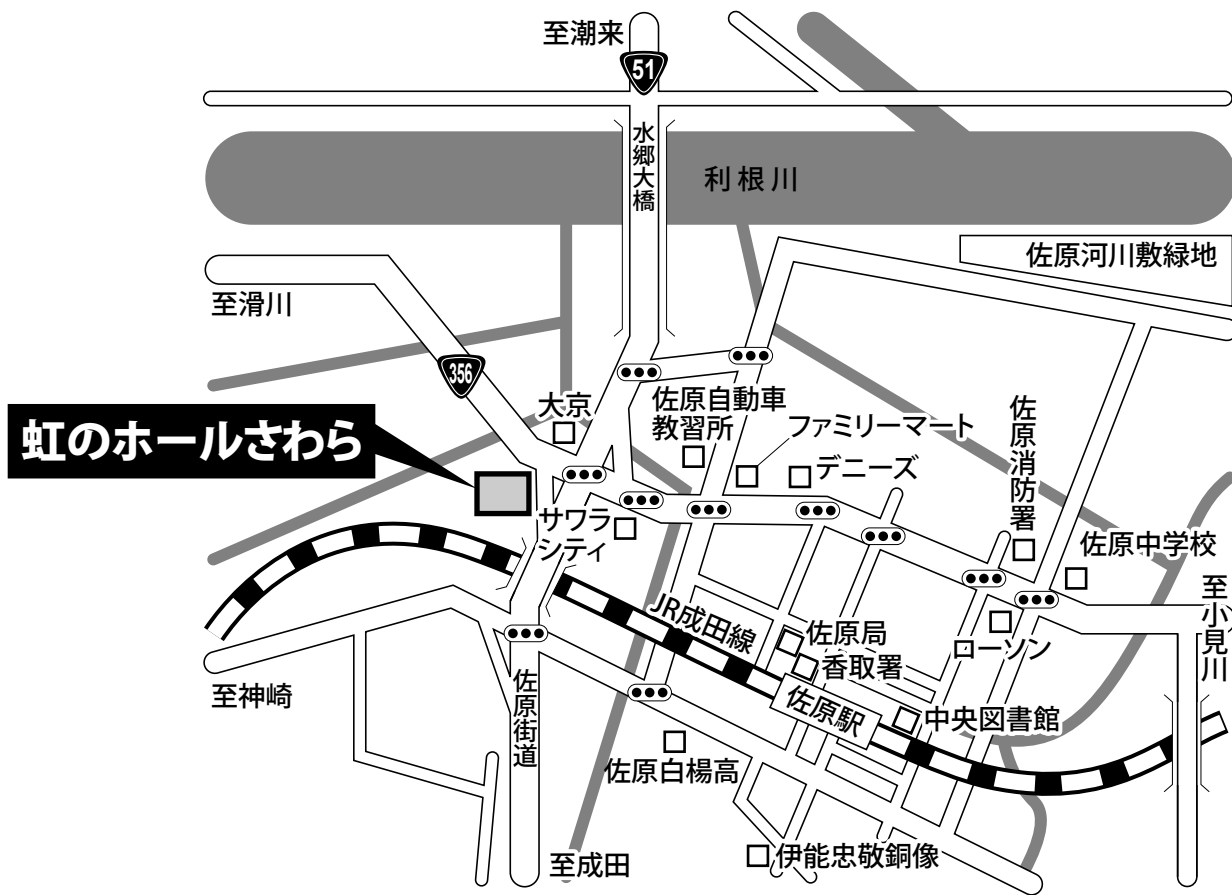 至潮来
51
水郷大橋
利根川
佐原河川敷緑地
至滑川
356
大京
佐原自動車
教習所
ファミリーマート
デニーズ
佐原消防署
虹のホールさわら
サワラ
シティ
佐原中学校
至小見川
JR成田線
佐原局
香取署
ローソン
至神崎
佐原街道
佐原駅
中央図書館
佐原白楊高
至成田
伊能忠敬銅像